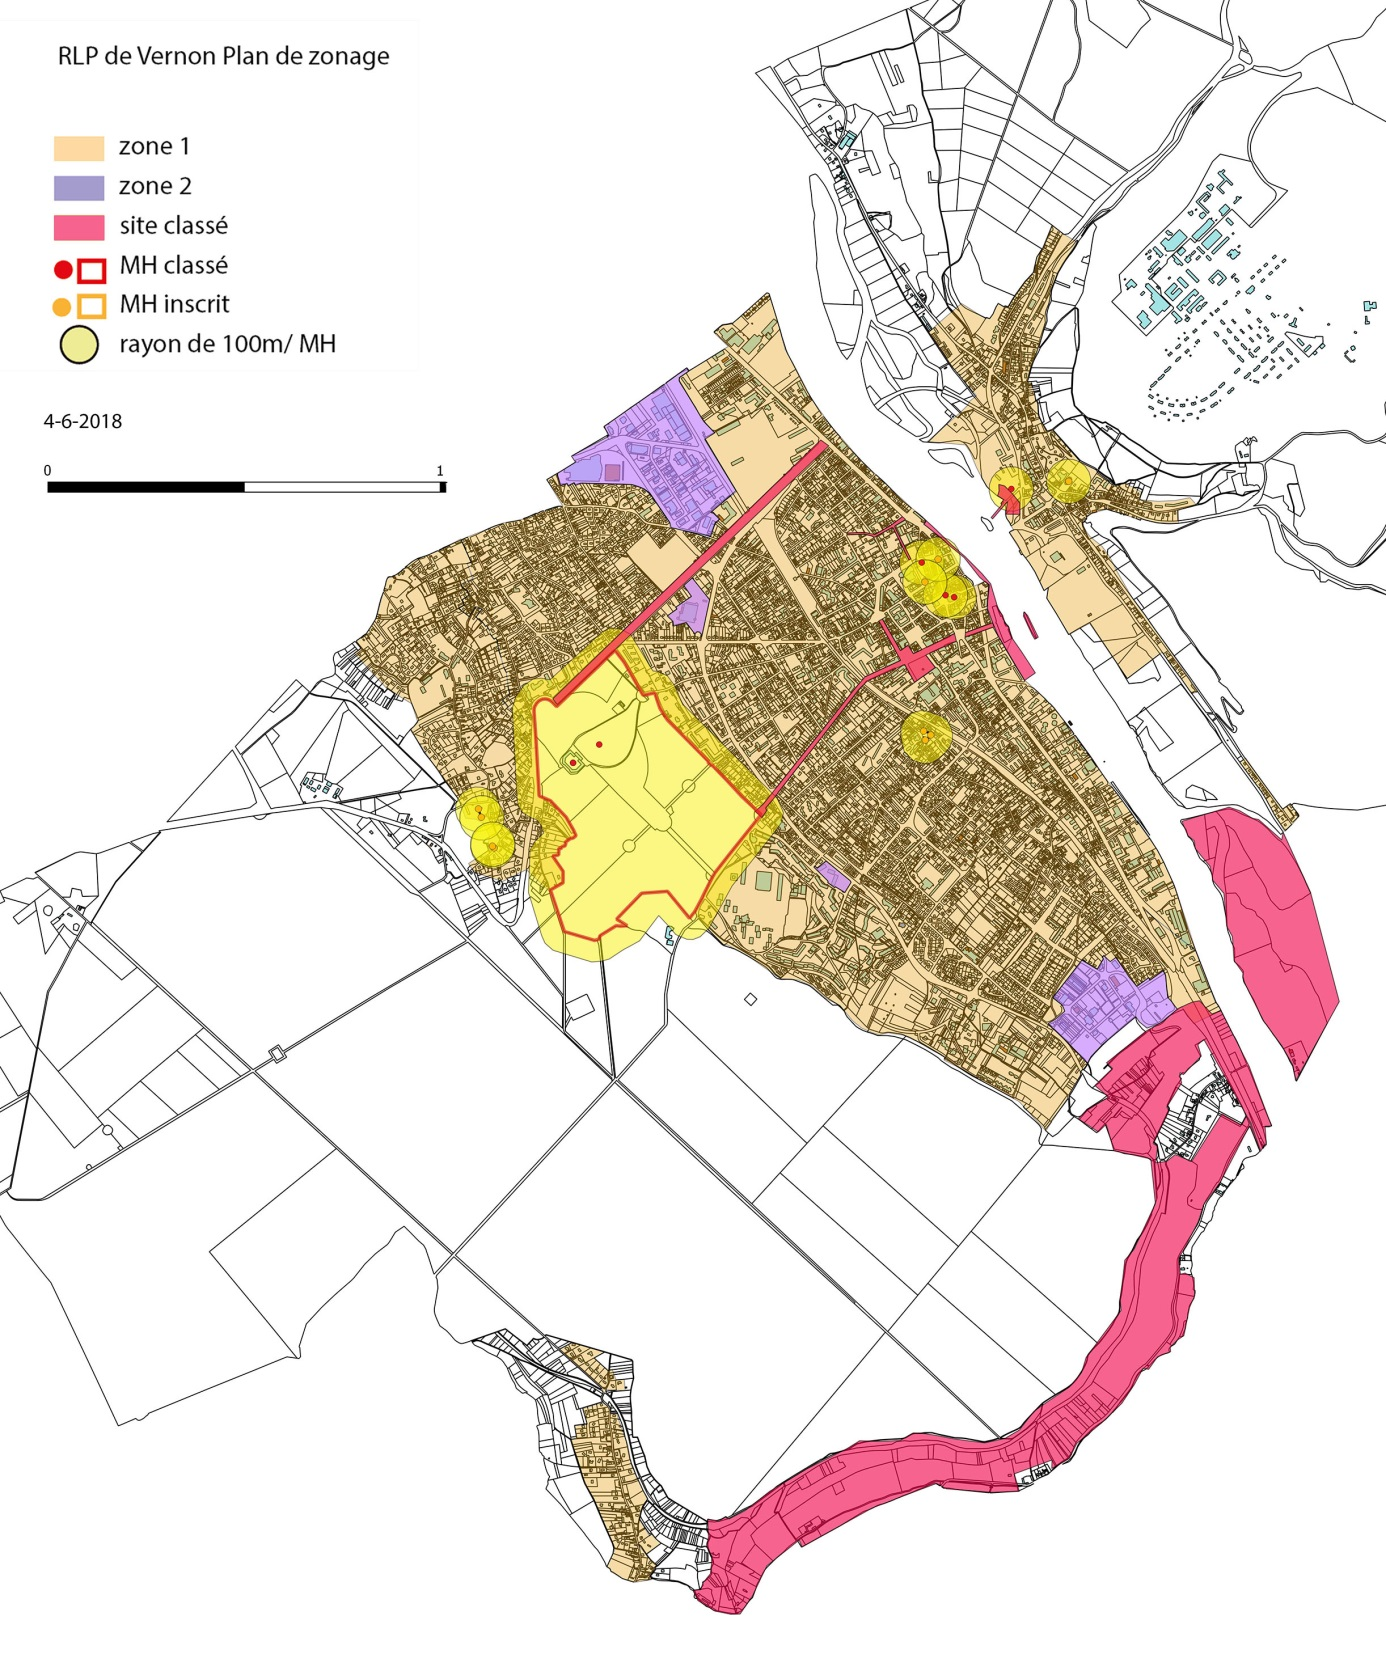 RLP de Vernon Plan de zonage
zone 1
zone 2
site classé
MH classé
MH inscrit
rayon de 100m/ MH
4-6-2018
0 1